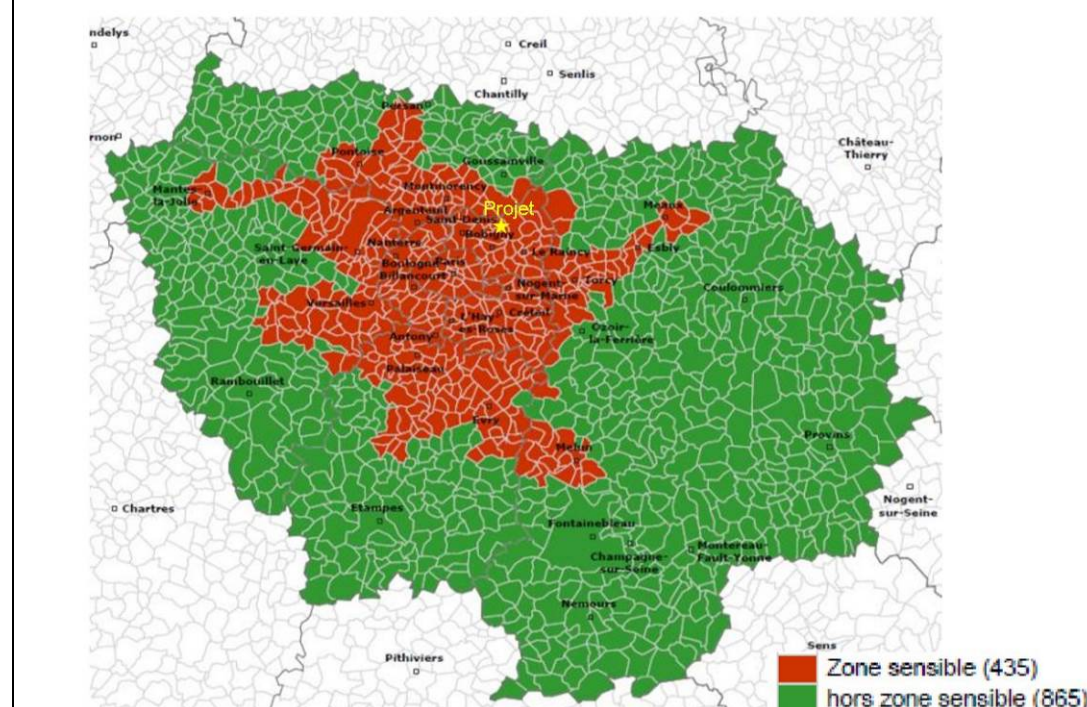 ndelys
Creil
Senlis
Chantilly
Persan
rnon
Château-
Thierry
Pontoise
Goussainville
Mantes-
la-Jolie
Montmorency
Meaux
Projet
Argenteuil
Saint-Denis
Bobigny
Saint-Germain-
en-Laye
Nanterre
Paris
Le Raincy
Esbly
Boulogne-
Billancourt
Nogent-
sur-Marne
Torcy
Coulommiers
Versailles
L'Hay
les-Roses
Créteil
Antony
Ozoir-
la-Ferrière
Palaiseau
Rambouillet
Evry
Melun
Provins
Chartres
Etampes
Nogent-
sur-Seine
Fontainebleau
Champagne-
sur-Seine
Montereau-
Fault-Yonne
Nemours
Pithiviers
Sens
Zone sensible (435)
hors zone sensible (865)